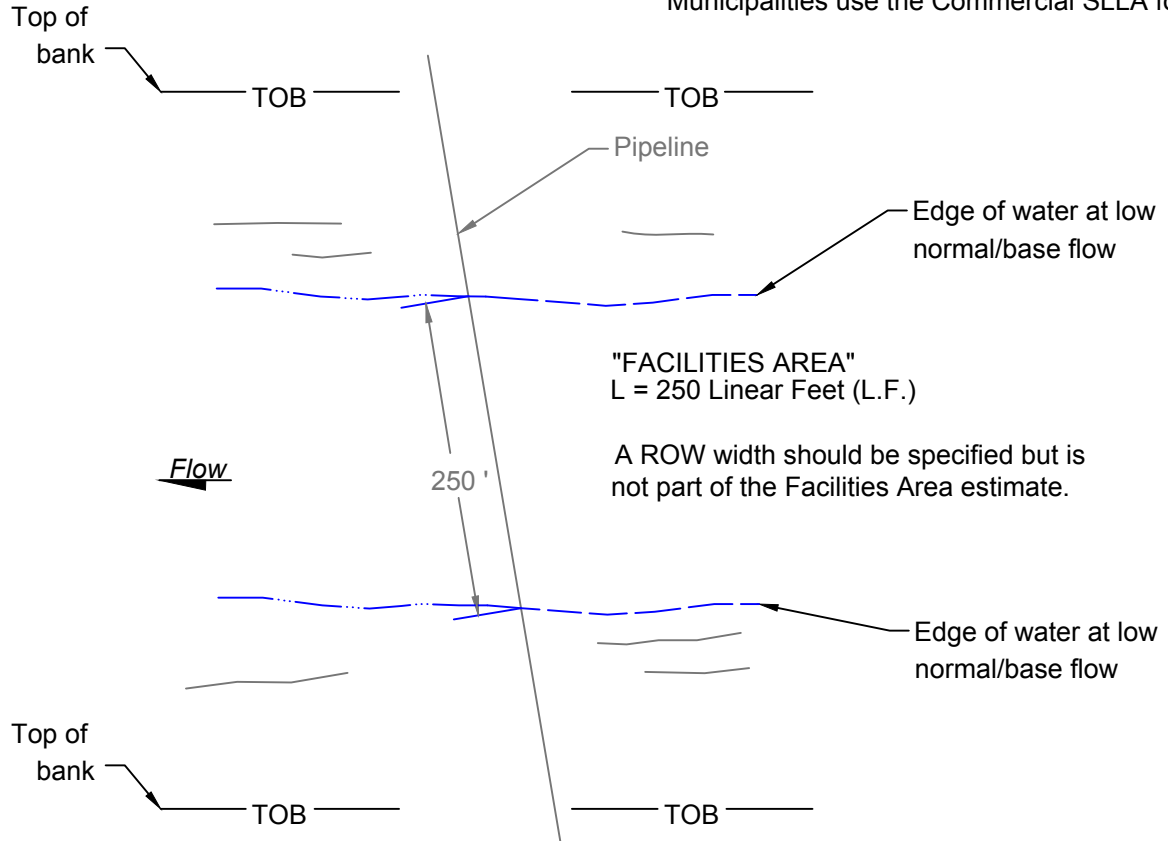 Municipalities use the Commercial SLLA
Top of
bank
TOB
TOB
Pipeline
Edge of water at low
normal/base flow
"FACILITIES AREA"
L = 250 Linear Feet (L.F.)
A ROW width should be specified but is
not part of the Facilities Area estimate.
Flow
250 '
Edge of water at low
normal/base flow
Top of
bank
TOB
TOB